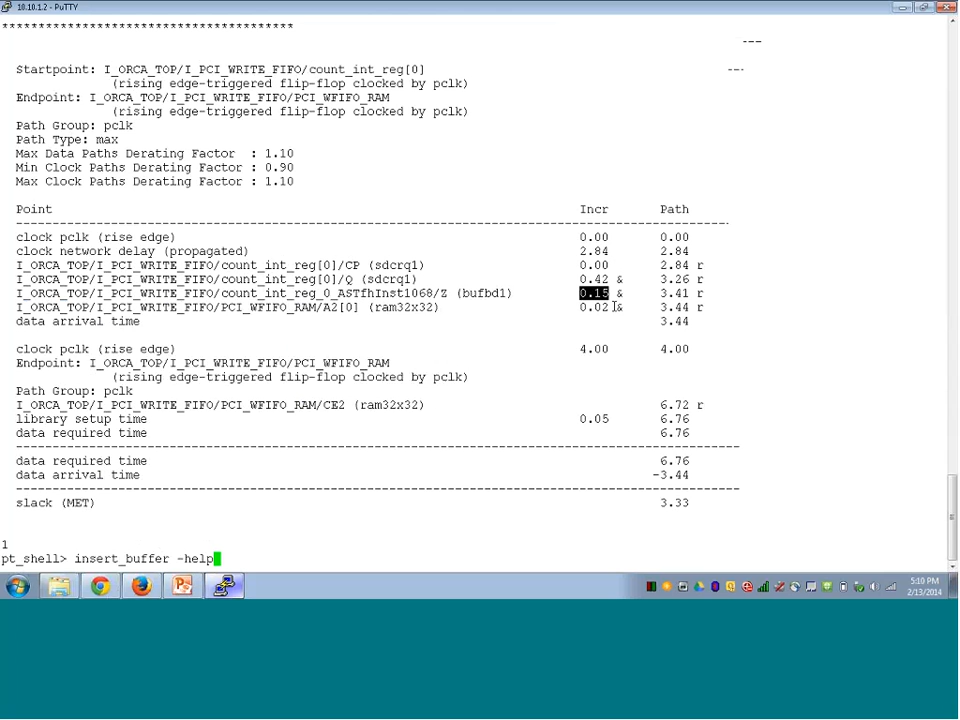 10.10.1.2 - PuTTY
****************************************
---
Startpoint: I_ORCA_TOP/I_PCI_WRITE_FIFO/count_int_reg[0]
---
(rising edge-triggered flip-flop clocked by pclk)
Endpoint: I_ORCA_TOP/I_PCI_WRITE_FIFO/PCI_WFIFO_RAM
(rising edge-triggered flip-flop clocked by pclk)
Path Group: pclk
Path Type: max
Max Data Paths Derating Factor : 1.10
Min Clock Paths Derating Factor : 0.90
Max Clock Paths Derating Factor : 1.10
Point Incr Path
---------------------------------------------------------------------------
clock pclk (rise edge) 0.00 0.00
clock network delay (propagated) 2.84 2.84
I_ORCA_TOP/I_PCI_WRITE_FIFO/count_int_reg[0]/CP (sdcrq1) 0.00 2.84 r
I_ORCA_TOP/I_PCI_WRITE_FIFO/count_int_reg[0]/Q (sdcrq1) 0.42 & 3.26 r
I_ORCA_TOP/I_PCI_WRITE_FIFO/count_int_reg_0_ASTfhInst1068/Z (bufbd1) 0.15 & 3.41 r
I_ORCA_TOP/I_PCI_WRITE_FIFO/PCI_WFIFO_RAM/A2[0] (ram32x32) 0.02 & 3.44 r
data arrival time 3.44
clock pclk (rise edge) 4.00 4.00
Endpoint: I_ORCA_TOP/I_PCI_WRITE_FIFO/PCI_WFIFO_RAM
(rising edge-triggered flip-flop clocked by pclk)
Path Group: pclk
I_ORCA_TOP/I_PCI_WRITE_FIFO/PCI_WFIFO_RAM/CE2 (ram32x32) 6.72 r
library setup time 0.05 6.76
data required time 6.76
---------------------------------------------------------------------------
data required time 6.76
data arrival time -3.44
---------------------------------------------------------------------------
slack (MET) 3.33
1
pt_shell> insert_buffer -help
5:10 PM
2/13/2014